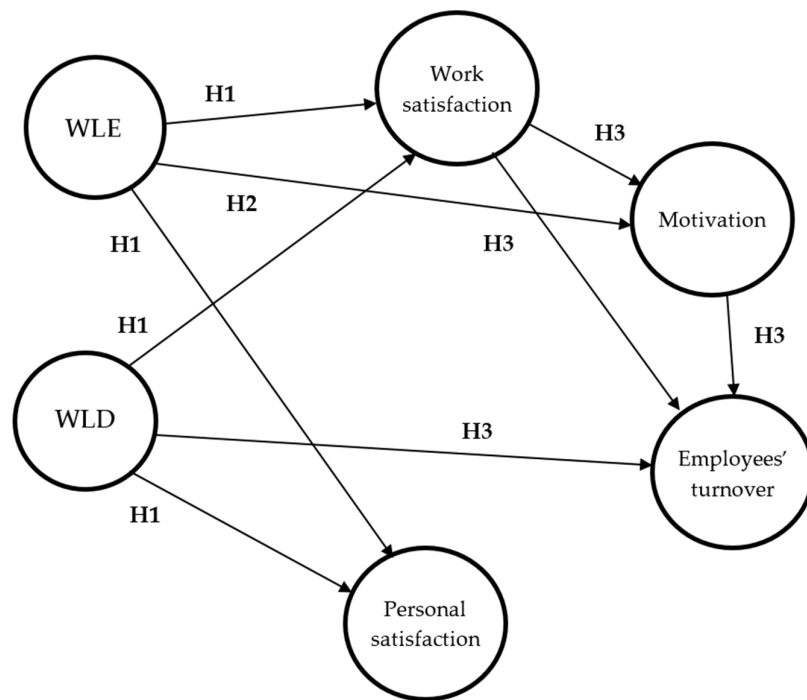 Work
satisfaction
H1
WLE
H3
H2
Motivation
H1
H3
H1
H3
WLD
H3
Employees'
turnover
H1
Personal
satisfaction